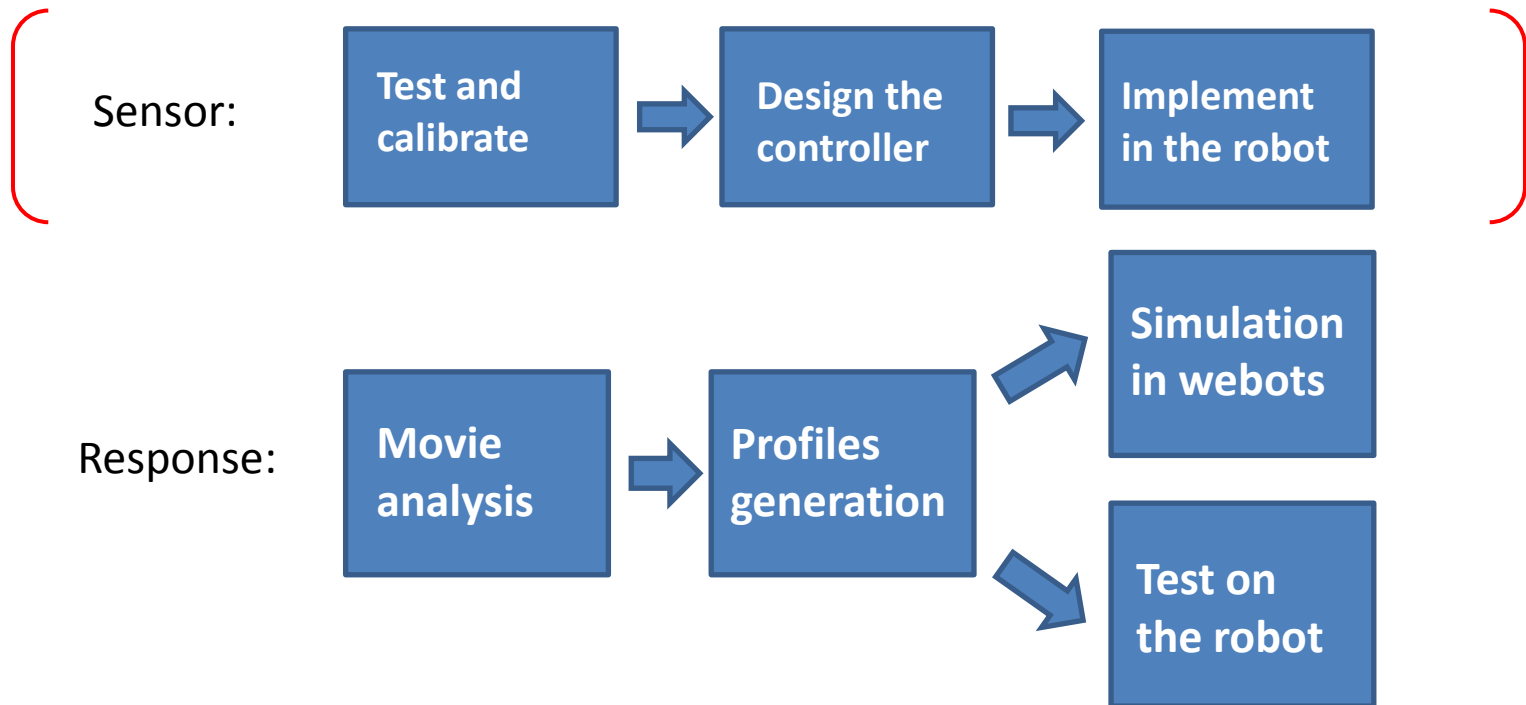 Sensor:
Test and
calibrate
Design the
controller
Implement
in the robot
Response:
Movie
analysis
Profiles
generation
Simulation
in webots
Test on
the robot